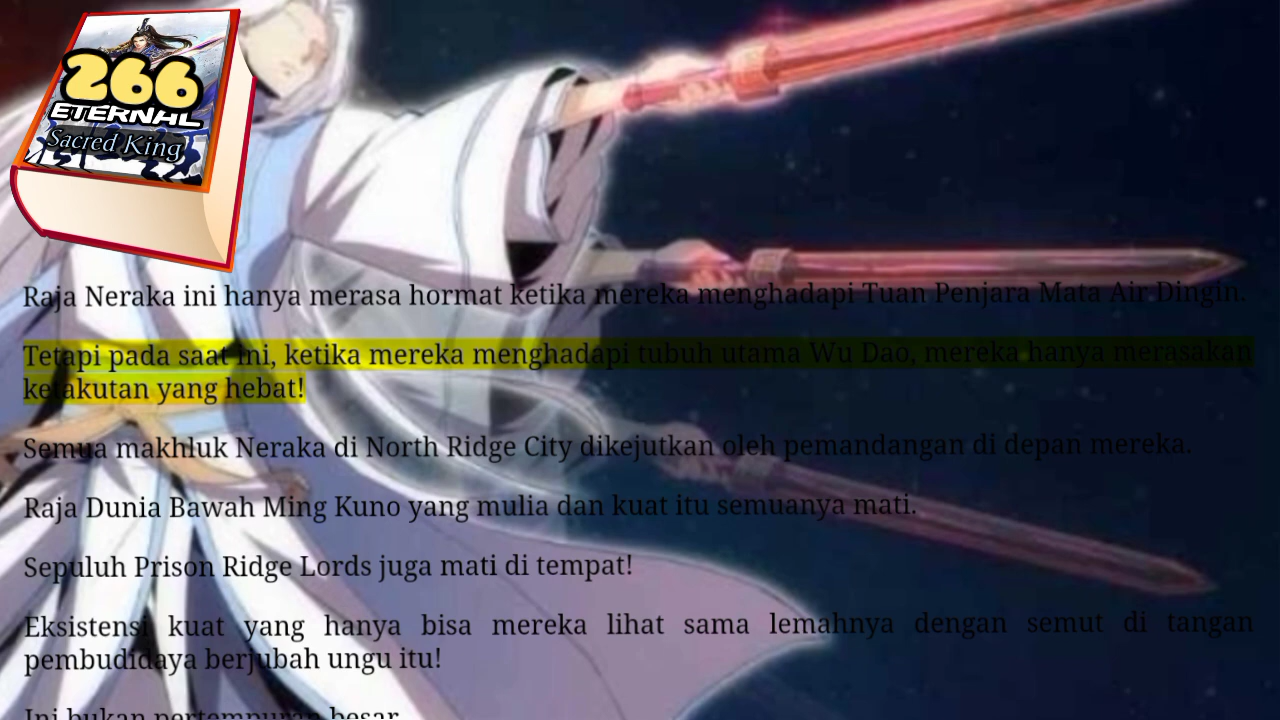 266
ETERNAL
Sacred King
Raja Neraka ini hanya merasa hormat ketika mereka menghadapi Tuan Penjara Mata Air Dingin.
Tetapi pada saat ini, ketika mereka menghadapi tubuh utama Wu Dao, mereka hanya merasakan
ketakutan yang hebat!
Semua makhluk Neraka di North Ridge City dikejutkan oleh pemandangan di depan mereka.
Raja Dunia Bawah Ming Kuno yang mulia dan kuat itu semuanya mati.
Sepuluh Prison Ridge Lords juga mati di tempat!
Eksistensi kuat yang hanya bisa mereka lihat sama lemahnya dengan semut di tangan
pembudidaya berjubah ungu itu!
Ini bukan pertempuran besar